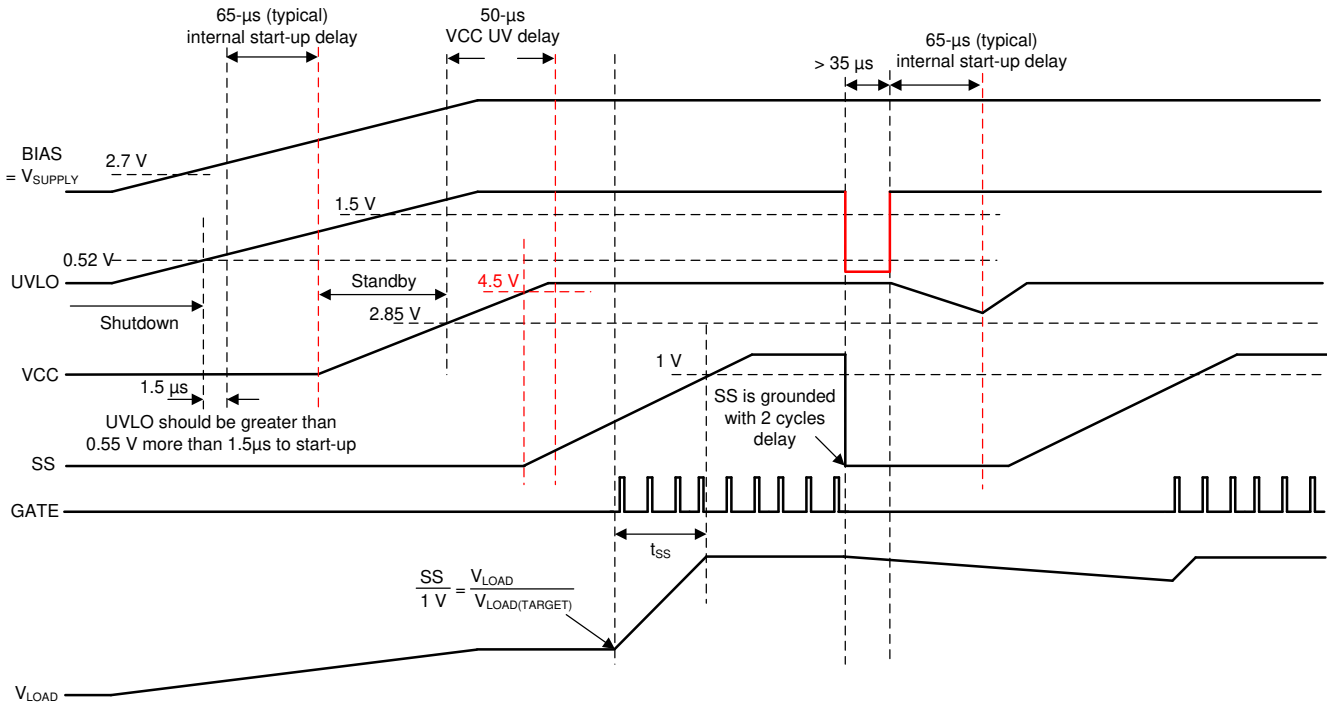 65-µs (typical)
internal start-up delay
50-µs
VCC UV delay
65-µs (typical)
internal start-up delay
> 35 µs
BIAS
= VSUPPLY
2.7 V
1.5 V
0.52 V
UVLO
Standby
4.5 V
Shutdown
2.85 V
1 V
VCC
1.5 µs
SS is grounded
with 2 cycles
delay
UVLO should be greater than
0.55 V more than 1.5µs to start-up
SS
GATE
tSS
SS / 1 V = VLOAD / VLOAD(TARGET)
VLOAD